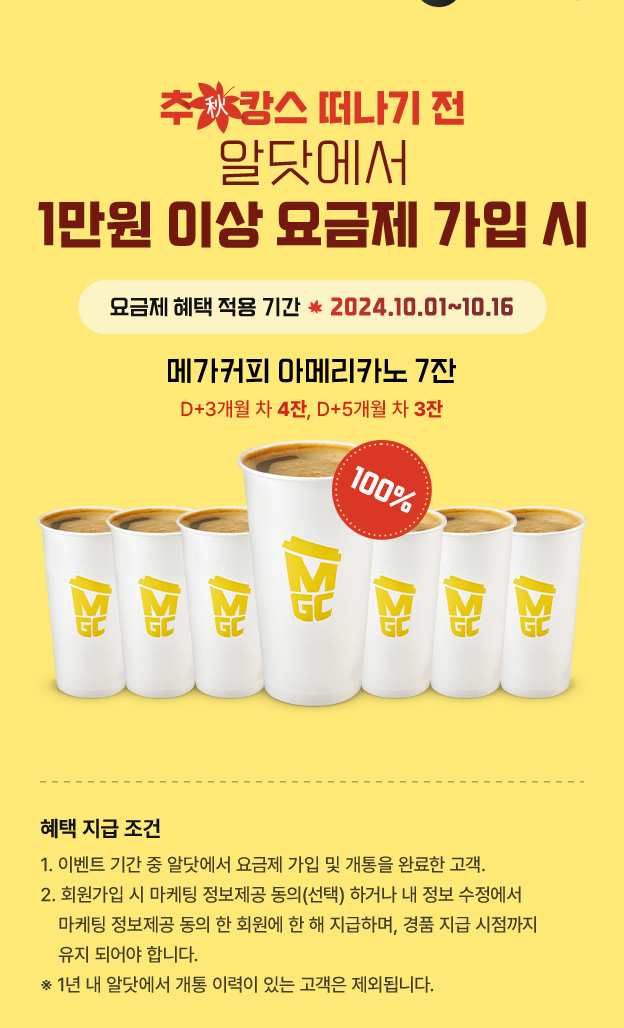 추秋캉스 떠나기 전
알닷에서
1만원 이상 요금제 가입 시
요금제 혜택 적용 기간 2024.10.01~10.16
메가커피 아메리카노 7잔
D+3개월 차 4잔, D+5개월 차 3잔
100%
M
GC
M
GC
M
GC
M
GC
M
GC
M
GC
M
GC
혜택 지급 조건
1. 이벤트 기간 중 알닷에서 요금제 가입 및 개통을 완료한 고객.
2. 회원가입 시 마케팅 정보제공 동의(선택) 하거나 내 정보 수정에서
마케팅 정보제공 동의 한 회원에 한 해 지급하며, 경품 지급 시점까지
유지 되어야 합니다.
※ 1년 내 알닷에서 개통 이력이 있는 고객은 제외됩니다.